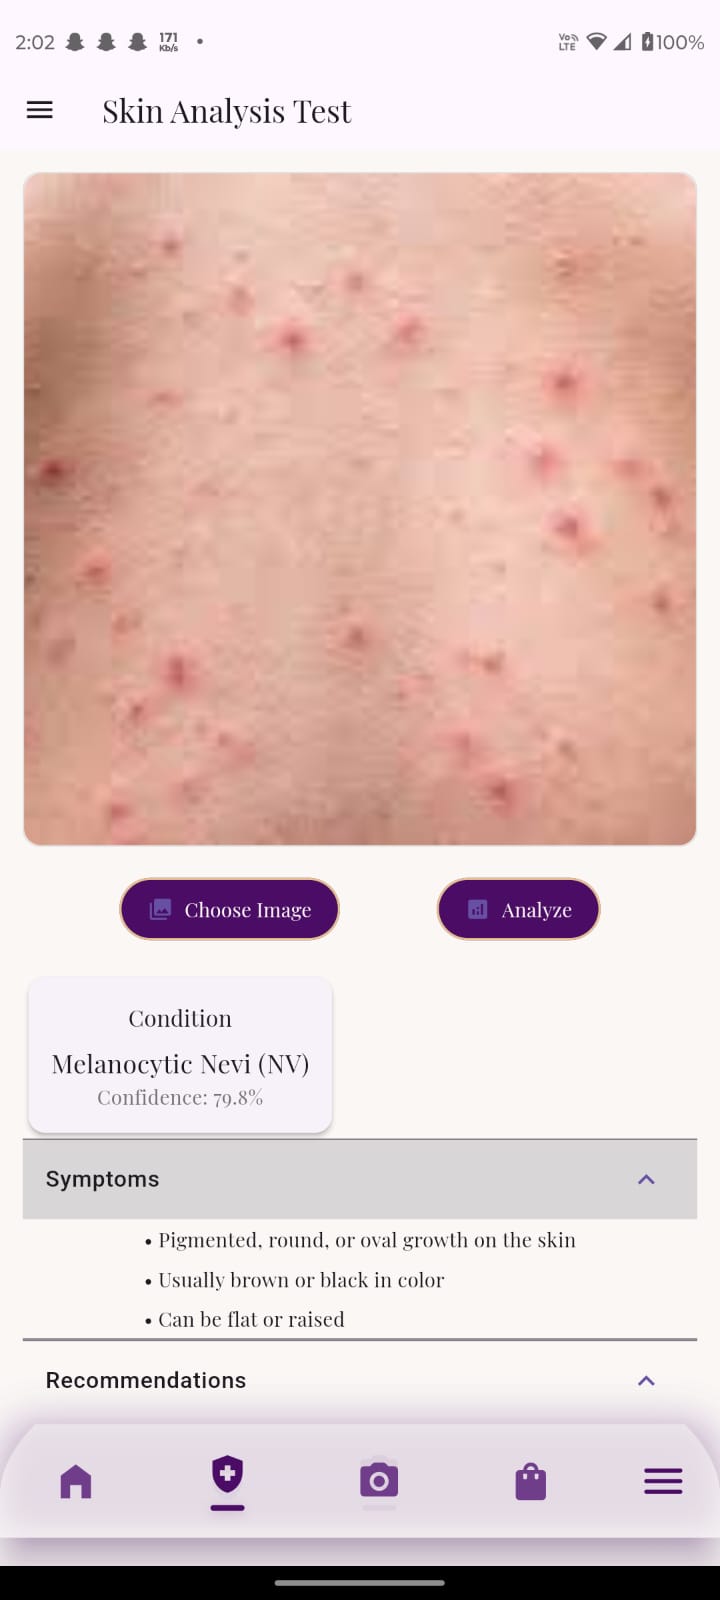 2:02 171 Kb/s Vo LTE 100%
Skin Analysis Test
Choose Image Analyze
Condition
Melanocytic Nevi (NV)
Confidence: 79.8%
Symptoms
• Pigmented, round, or oval growth on the skin
• Usually brown or black in color
• Can be flat or raised
Recommendations